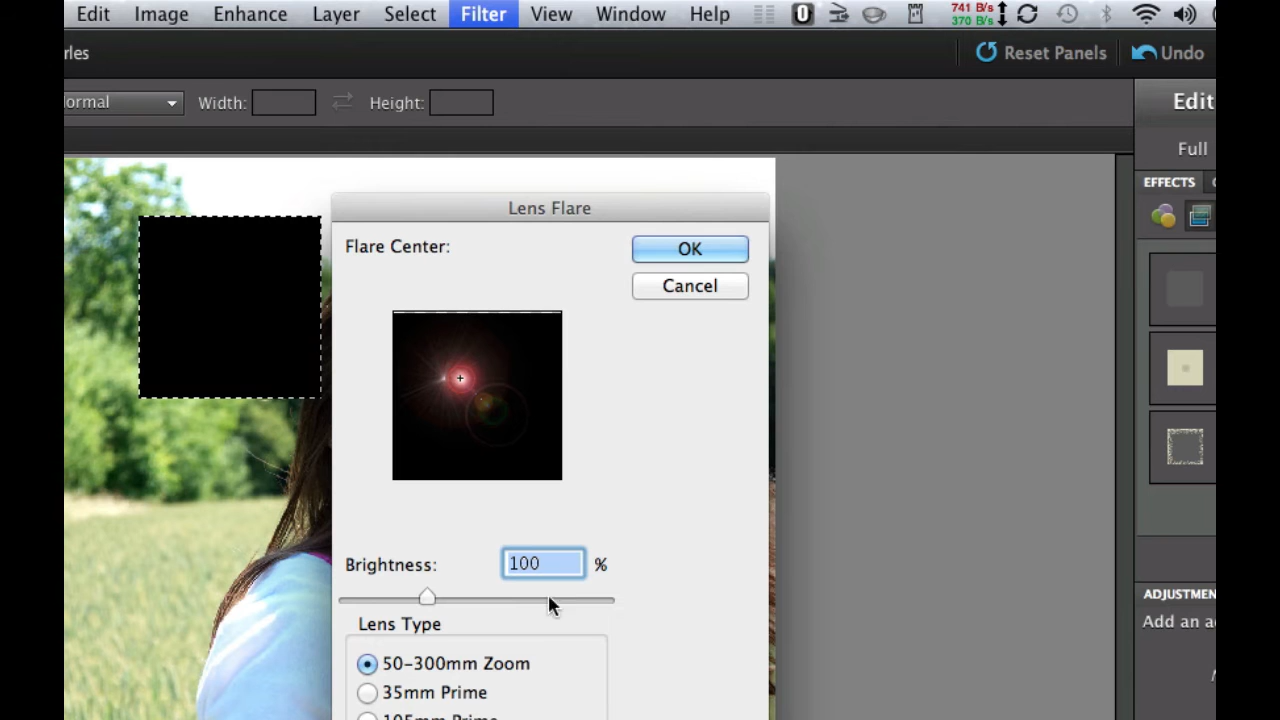 Edit Image Enhance Layer Select Filter View Window Help 741 B/s
370 B/s
rles Reset Panels Undo
ormal Width: Height:
Edit
Full
EFFECTS
Lens Flare
Flare Center:
OK
Cancel
Brightness: 100 %
ADJUSTMEN
Lens Type
Add an a
50-300mm Zoom
35mm Prime
105mm Prime